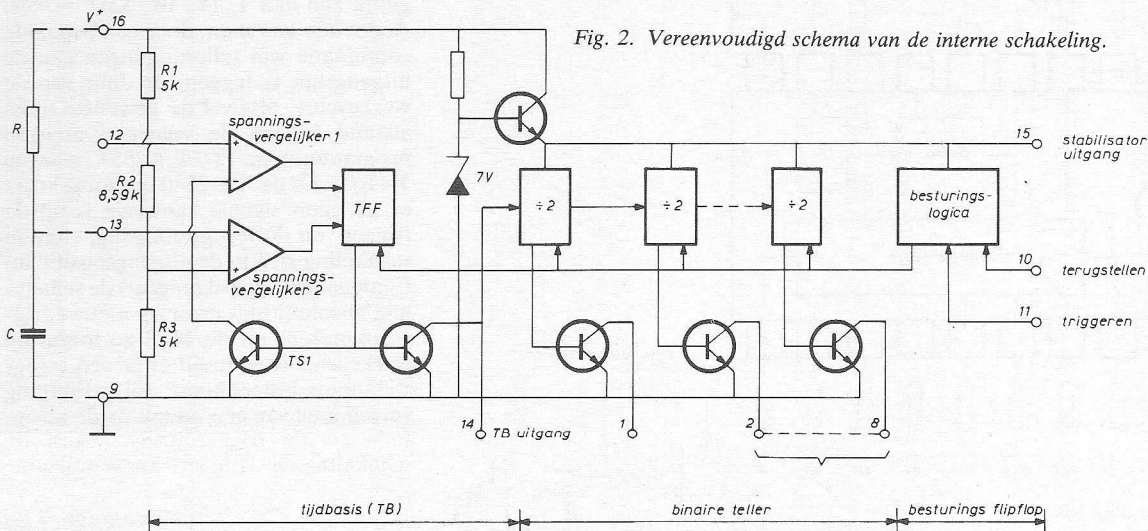 Fig. 2. Vereenvoudigd schema van de interne schakeling.
V+
16
R1
5k
R
12
spannings-
vergelijker 1
+
−
R2
8,59k
13
−
+
spannings-
vergelijker 2
TFF
7V
÷2
÷2
÷2
besturings-
logica
15
stabilisator
uitgang
10
terugstellen
11
triggeren
R3
5k
C
TS1
9
14
TB uitgang
1
2
8
tijdbasis (TB)
binaire teller
besturings flipflop